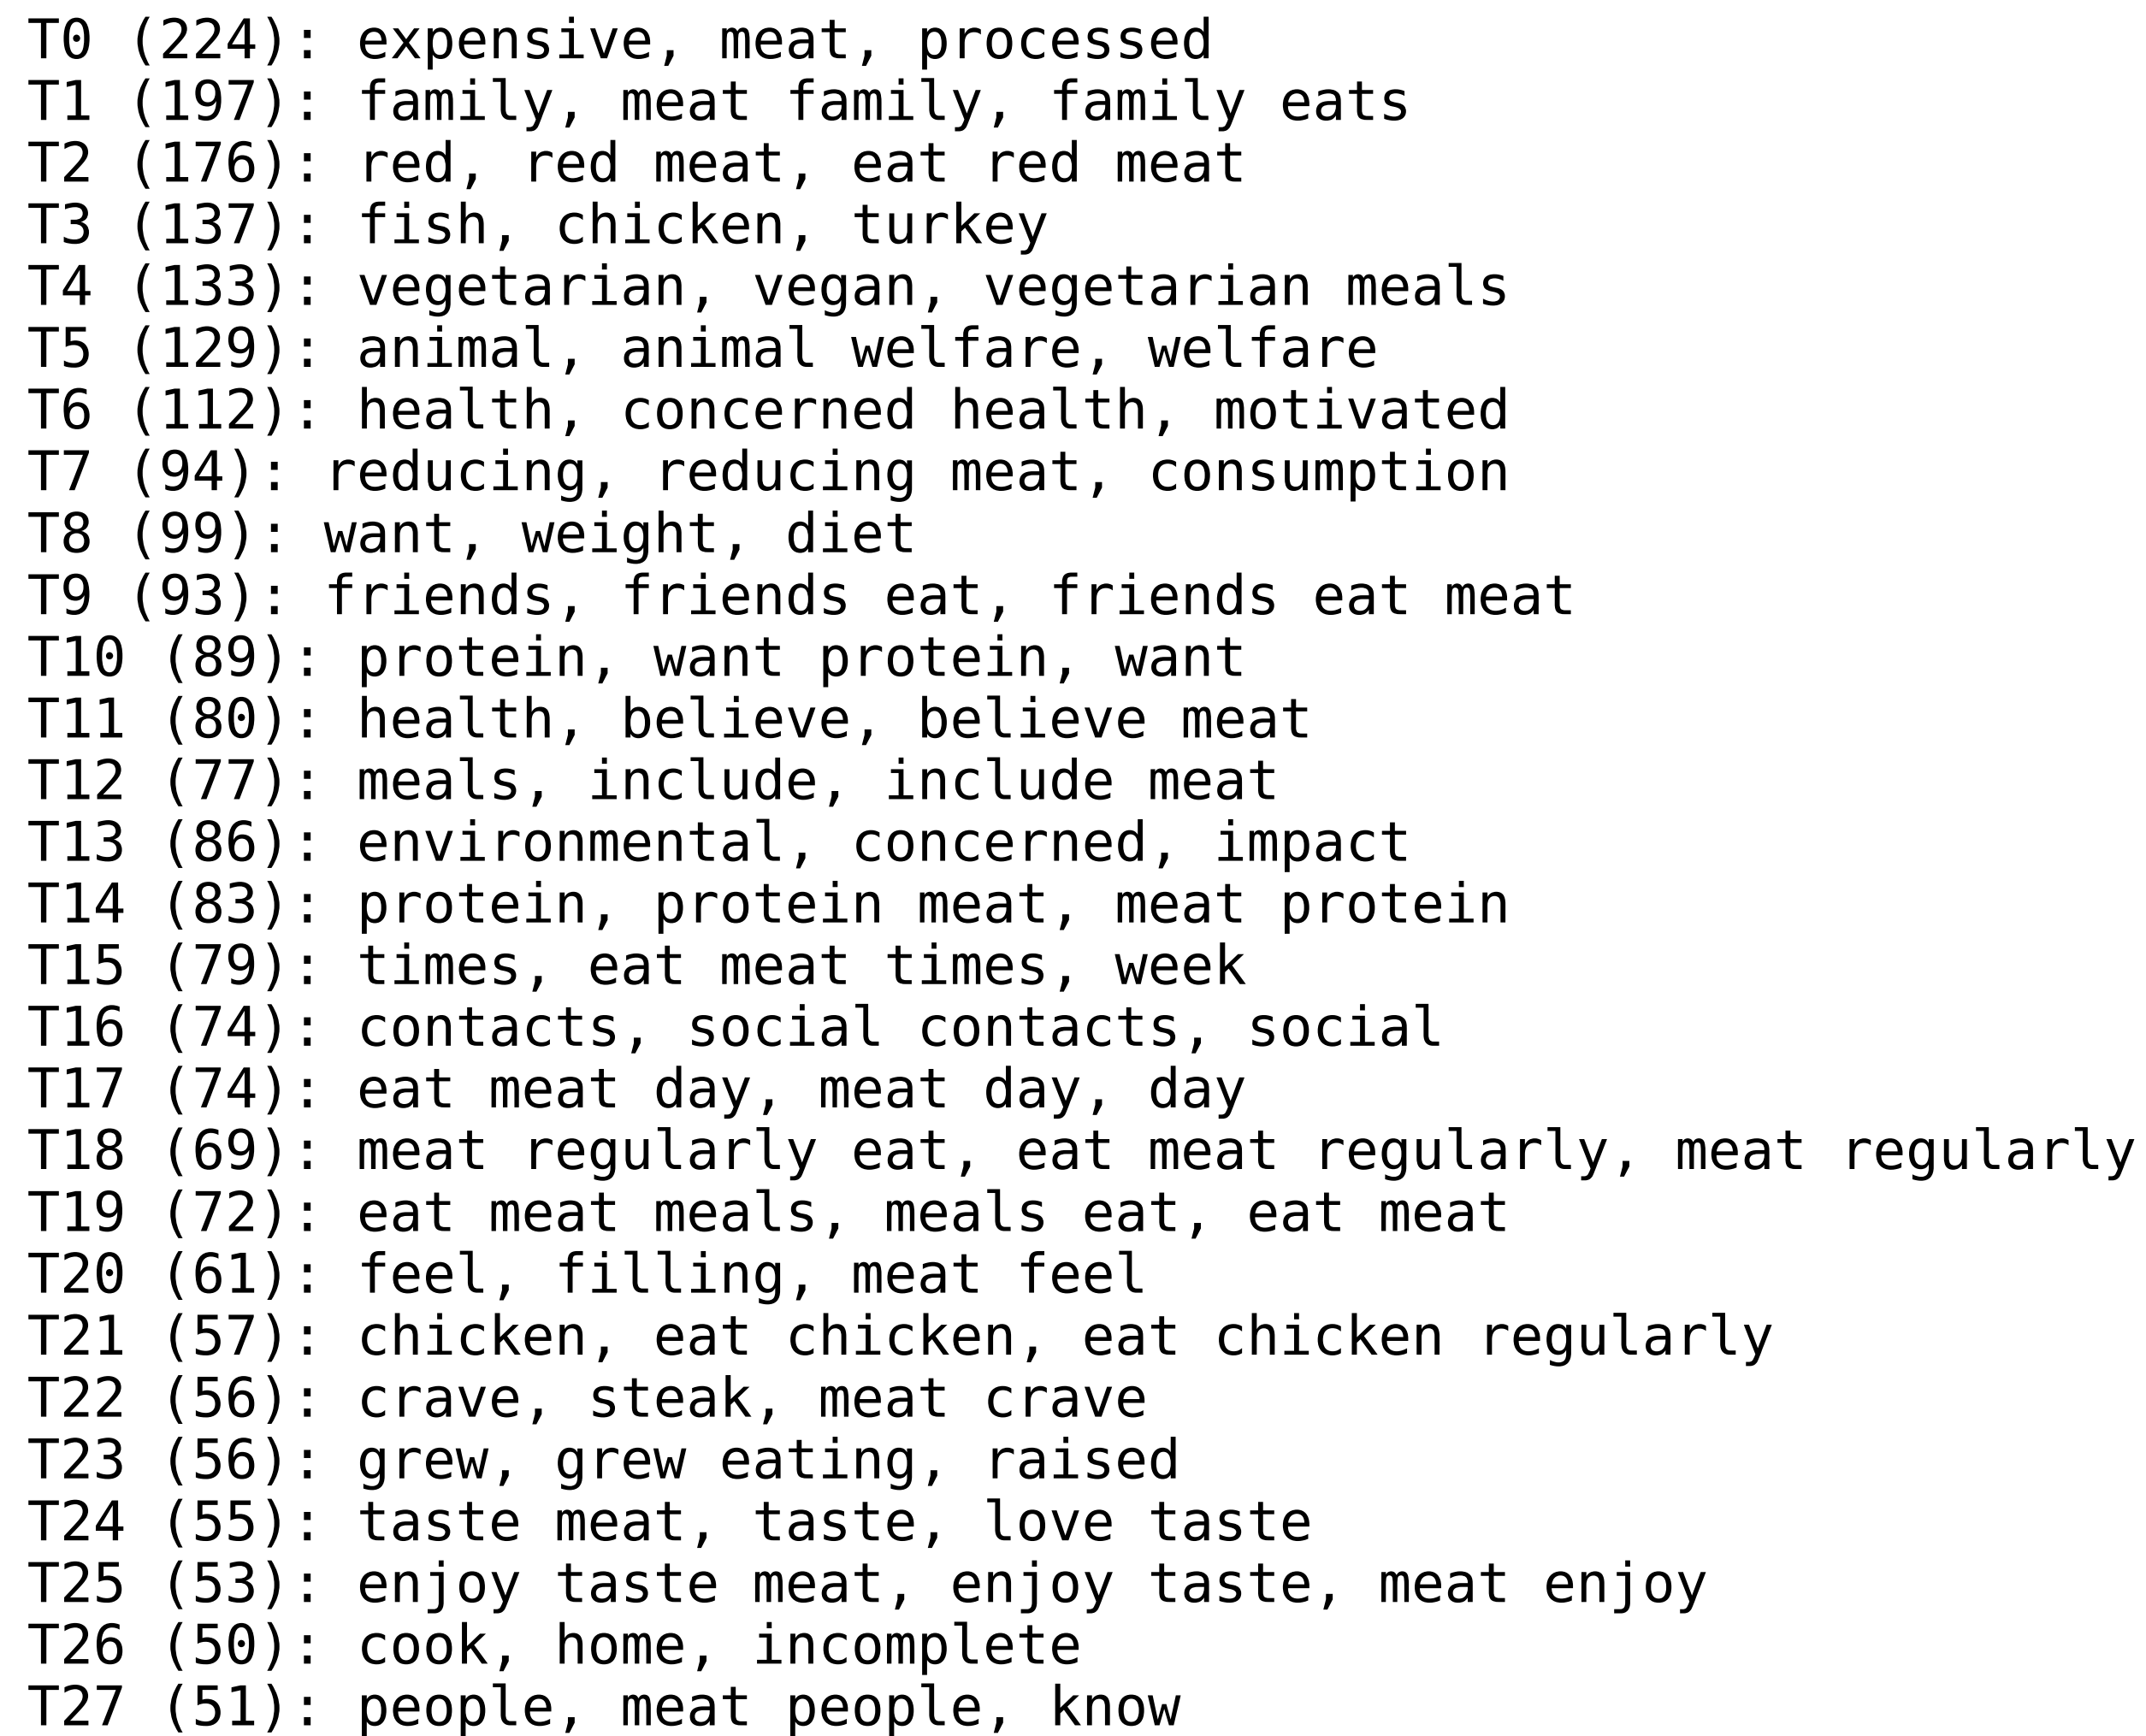 T0 (224): expensive, meat, processed
T1 (197): family, meat family, family eats
T2 (176): red, red meat, eat red meat
T3 (137): fish, chicken, turkey
T4 (133): vegetarian, vegan, vegetarian meals
T5 (129): animal, animal welfare, welfare
T6 (112): health, concerned health, motivated
T7 (94): reducing, reducing meat, consumption
T8 (99): want, weight, diet
T9 (93): friends, friends eat, friends eat meat
T10 (89): protein, want protein, want
T11 (80): health, believe, believe meat
T12 (77): meals, include, include meat
T13 (86): environmental, concerned, impact
T14 (83): protein, protein meat, meat protein
T15 (79): times, eat meat times, week
T16 (74): contacts, social contacts, social
T17 (74): eat meat day, meat day, day
T18 (69): meat regularly eat, eat meat regularly, meat regularly
T19 (72): eat meat meals, meals eat, eat meat
T20 (61): feel, filling, meat feel
T21 (57): chicken, eat chicken, eat chicken regularly
T22 (56): crave, steak, meat crave
T23 (56): grew, grew eating, raised
T24 (55): taste meat, taste, love taste
T25 (53): enjoy taste meat, enjoy taste, meat enjoy
T26 (50): cook, home, incomplete
T27 (51): people, meat people, know